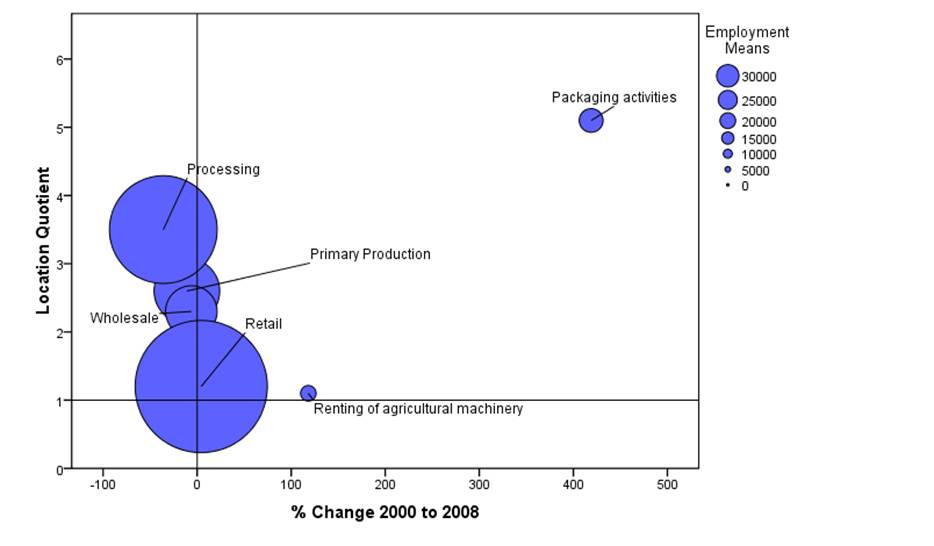 Employment
Means
30000
25000
20000
15000
10000
5000
0
Location Quotient
6
5
4
3
2
1
0
Packaging activities
Processing
Primary Production
Wholesale
Retail
Renting of agricultural machinery
-100
0
100
200
300
400
500
% Change 2000 to 2008